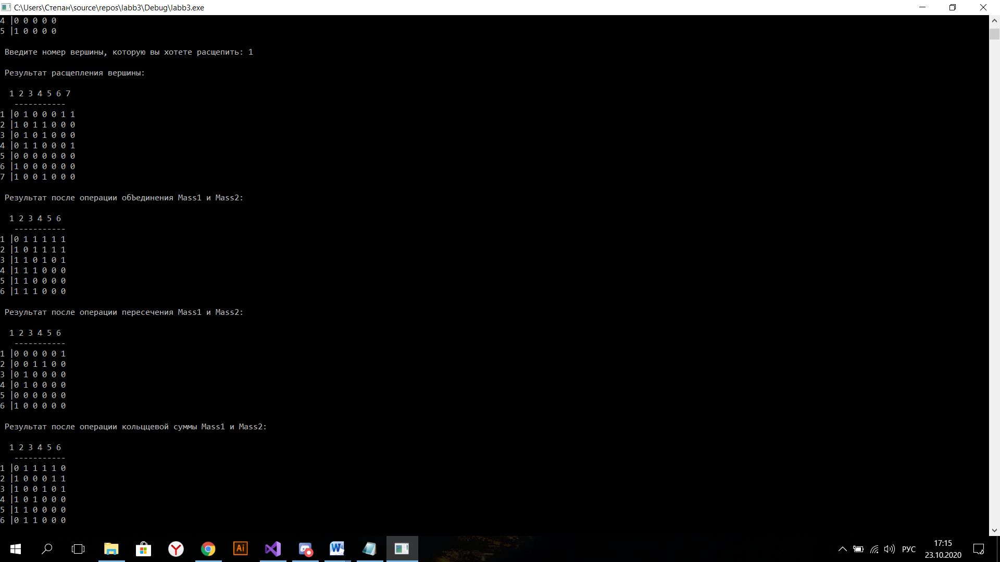 C:\Users\Степан\source\repos\labb3\Debug\labb3.exe
4 |0 0 0 0 0
5 |1 0 0 0 0
Введите номер вершины, которую вы хотете расщепить: 1
Результат расщепления вершины:
1 2 3 4 5 6 7
-----------
1 |0 1 0 0 0 1 1
2 |1 0 1 1 0 0 0
3 |0 1 0 1 0 0 0
4 |0 1 1 0 0 0 1
5 |0 0 0 0 0 0 0
6 |1 0 0 0 0 0 0
7 |1 0 0 1 0 0 0
Результат после операции обЪединения Mass1 и Mass2:
1 2 3 4 5 6
-----------
1 |0 1 1 1 1 1
2 |1 0 1 1 1 1
3 |1 1 0 1 0 1
4 |1 1 1 0 0 0
5 |1 1 0 0 0 0
6 |1 1 1 0 0 0
Результат после операции пересечения Mass1 и Mass2:
1 2 3 4 5 6
-----------
1 |0 0 0 0 0 1
2 |0 0 1 1 0 0
3 |0 1 0 0 0 0
4 |0 1 0 0 0 0
5 |0 0 0 0 0 0
6 |1 0 0 0 0 0
Результат после операции кольццевой суммы Mass1 и Mass2:
1 2 3 4 5 6
-----------
1 |0 1 1 1 1 0
2 |1 0 0 0 1 1
3 |1 0 0 1 0 1
4 |1 0 1 0 0 0
5 |1 1 0 0 0 0
6 |0 1 1 0 0 0
Ai
W
РУС
17:15
23.10.2020